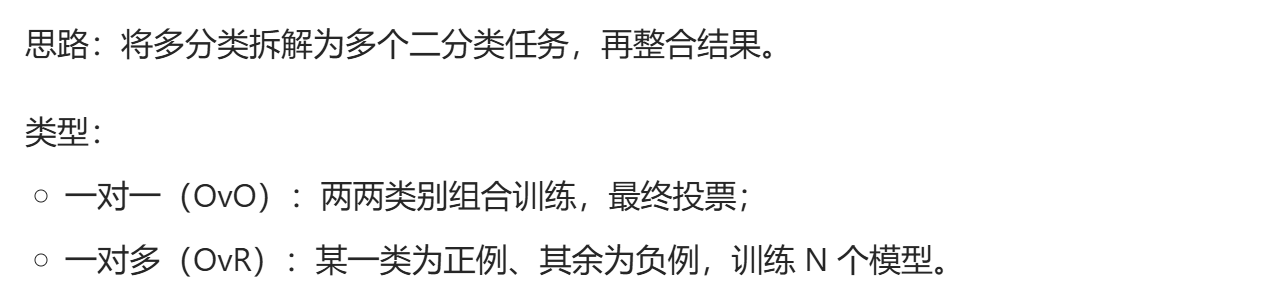 思路：将多分类拆解为多个二分类任务，再整合结果。
类型：
○ 一对一（OvO）：两两类别组合训练，最终投票；
○ 一对多（OvR）：某一类为正例、其余为负例，训练 N 个模型。